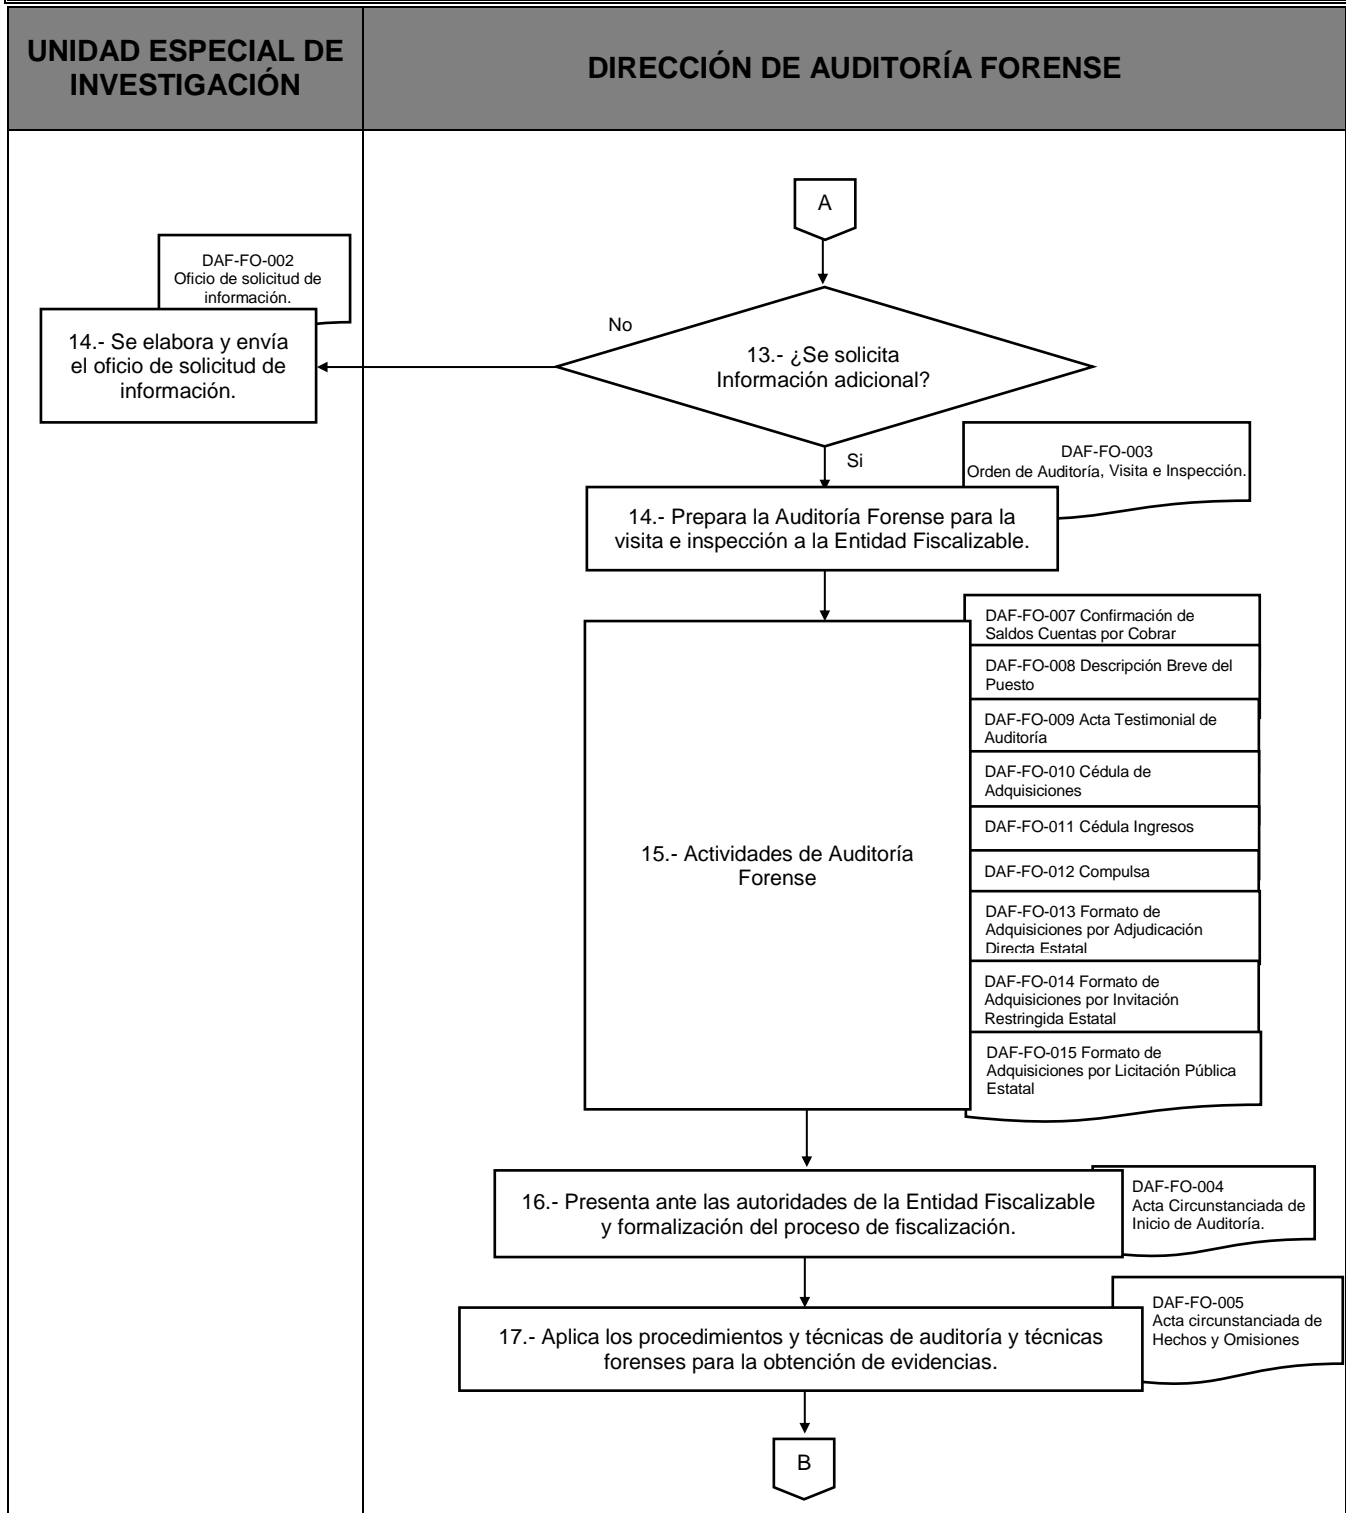 UNIDAD ESPECIAL DE
INVESTIGACIÓN
DIRECCIÓN DE AUDITORÍA FORENSE
A
DAF-FO-002
Oficio de solicitud de
información.
14.- Se elabora y envía
el oficio de solicitud de
información.
No
13.- ¿Se solicita
Información adicional?
Si
DAF-FO-003
Orden de Auditoría, Visita e Inspección.
14.- Prepara la Auditoría Forense para la
visita e inspección a la Entidad Fiscalizable.
15.- Actividades de Auditoría
Forense
DAF-FO-007 Confirmación de
Saldos Cuentas por Cobrar
DAF-FO-008 Descripción Breve del
Puesto
DAF-FO-009 Acta Testimonial de
Auditoría
DAF-FO-010 Cédula de
Adquisiciones
DAF-FO-011 Cédula Ingresos
DAF-FO-012 Compulsa
DAF-FO-013 Formato de
Adquisiciones por Adjudicación
Directa Estatal
DAF-FO-014 Formato de
Adquisiciones por Invitación
Restringida Estatal
DAF-FO-015 Formato de
Adquisiciones por Licitación Pública
Estatal
16.- Presenta ante las autoridades de la Entidad Fiscalizable
y formalización del proceso de fiscalización.
DAF-FO-004
Acta Circunstanciada de
Inicio de Auditoría.
17.- Aplica los procedimientos y técnicas de auditoría y técnicas
forenses para la obtención de evidencias.
DAF-FO-005
Acta circunstanciada de
Hechos y Omisiones
B